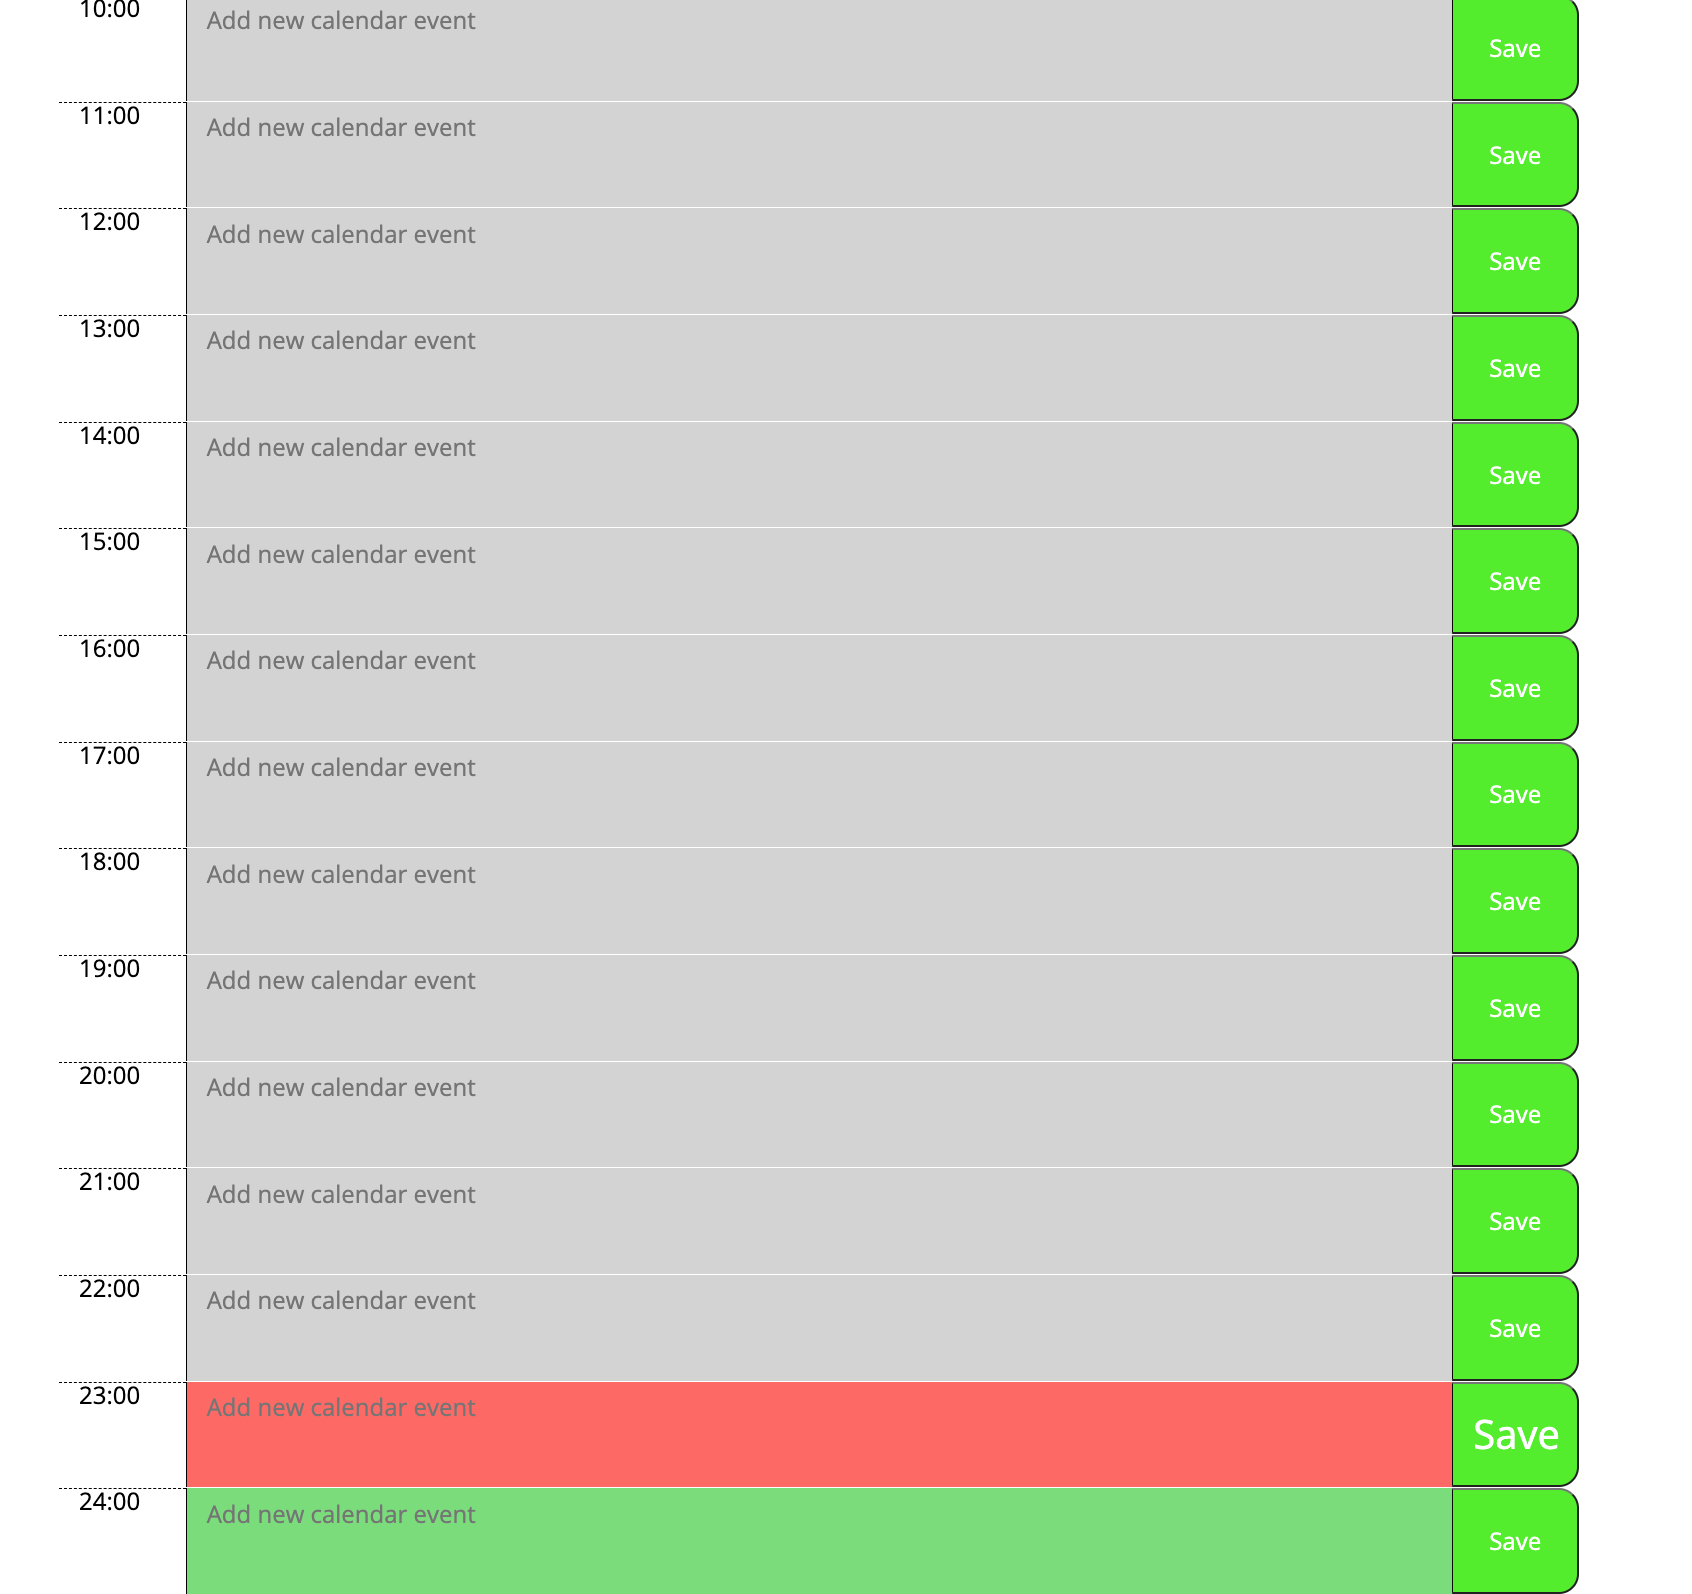 10:00 Add new calendar event Save
11:00 Add new calendar event Save
12:00 Add new calendar event Save
13:00 Add new calendar event Save
14:00 Add new calendar event Save
15:00 Add new calendar event Save
16:00 Add new calendar event Save
17:00 Add new calendar event Save
18:00 Add new calendar event Save
19:00 Add new calendar event Save
20:00 Add new calendar event Save
21:00 Add new calendar event Save
22:00 Add new calendar event Save
23:00 Add new calendar event Save
24:00 Add new calendar event Save